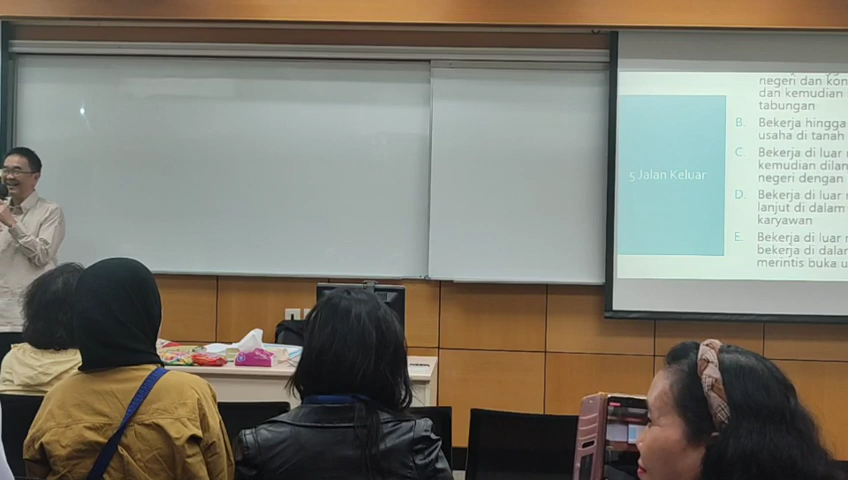 5 Jalan Keluar
negeri dan kon
dan kemudian
tabungan
B. Bekerja hingga
usaha di tanah
C. Bekerja di luar
kemudian dilan
negeri dengan
D. Bekerja di luar
lanjut di dalam
karyawan
E. Bekerja di luar
bekerja di dalam
merintis buka u